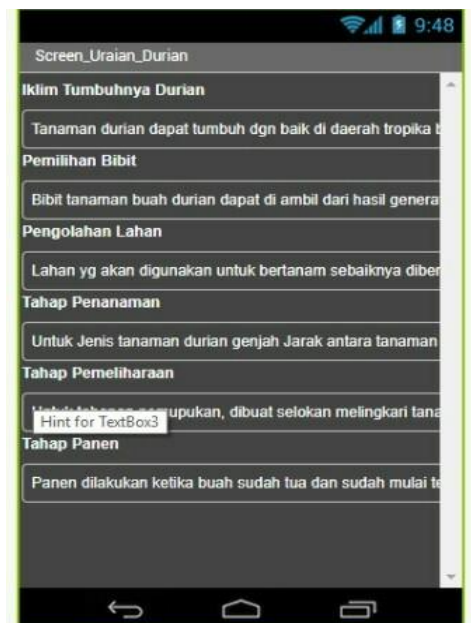 9:48
Screen_Uraian_Durian
Iklim Tumbuhnya Durian
Tanaman durian dapat tumbuh dgn baik di daerah tropika b
Pemilihan Bibit
Bibit tanaman buah durian dapat di ambil dari hasil genera
Pengolahan Lahan
Lahan yg akan digunakan untuk bertanam sebaiknya diber
Tahap Penanaman
Untuk Jenis tanaman durian genjah Jarak antara tanaman
Tahap Pemeliharaan
dibuat selokan melingkari tana
Hint for TextBox3
Tahap Panen
Panen dilakukan ketika buah sudah tua dan sudah mulai te